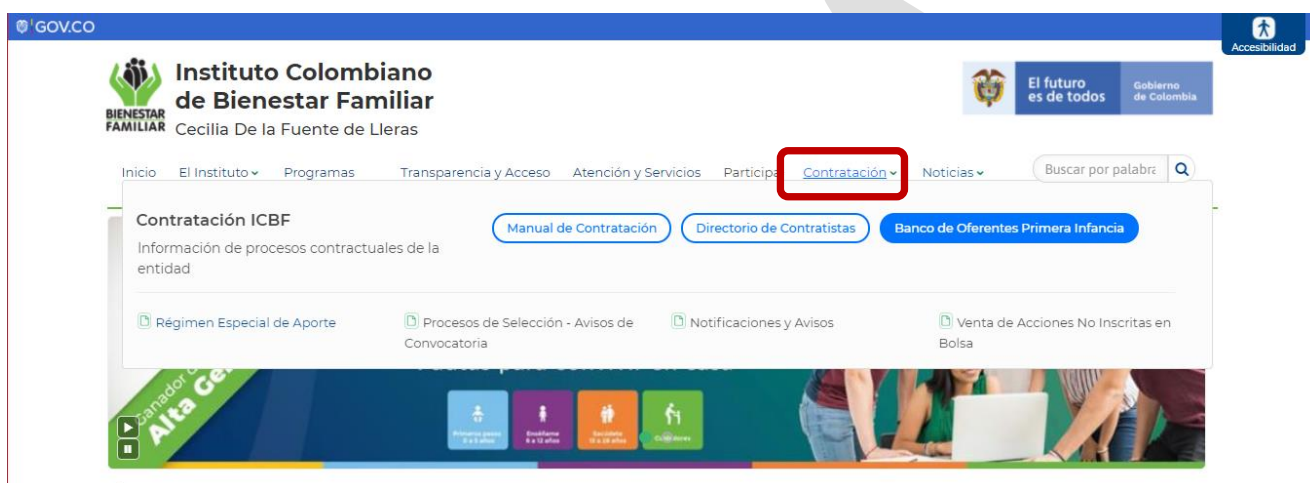 GOV.CO
Accesibilidad
Instituto Colombiano
de Bienestar Familiar
Cecilia De la Fuente de Lleras
BIENESTAR
FAMILIAR
El futuro
es de todos
Gobierno
de Colombia
Inicio El Instituto Programas Transparencia y Acceso Atención y Servicios Participa Contratación Noticias Buscar por palabra
Contratación ICBF
Información de procesos contractuales de la
entidad
Manual de Contratación Directorio de Contratistas Banco de Oferentes Primera Infancia
Régimen Especial de Aporte
Procesos de Selección - Avisos de
Convocatoria
Notificaciones y Avisos
Venta de Acciones No Inscritas en
Bolsa
Ganador
Alta